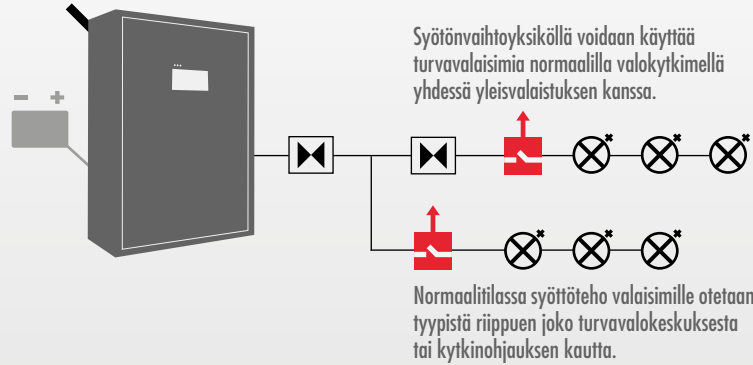 Syötönvaihtoyksiköllä voidaan käyttää
turvavalaisimia normaalilla valokytkimellä
yhdessä yleisvalaistuksen kanssa.
- +
Normaalitilassa syöttöteho valaisimille otetaan
tyypistä riippuen joko turvavalokeskuksesta
tai kytkinohjauksen kautta.